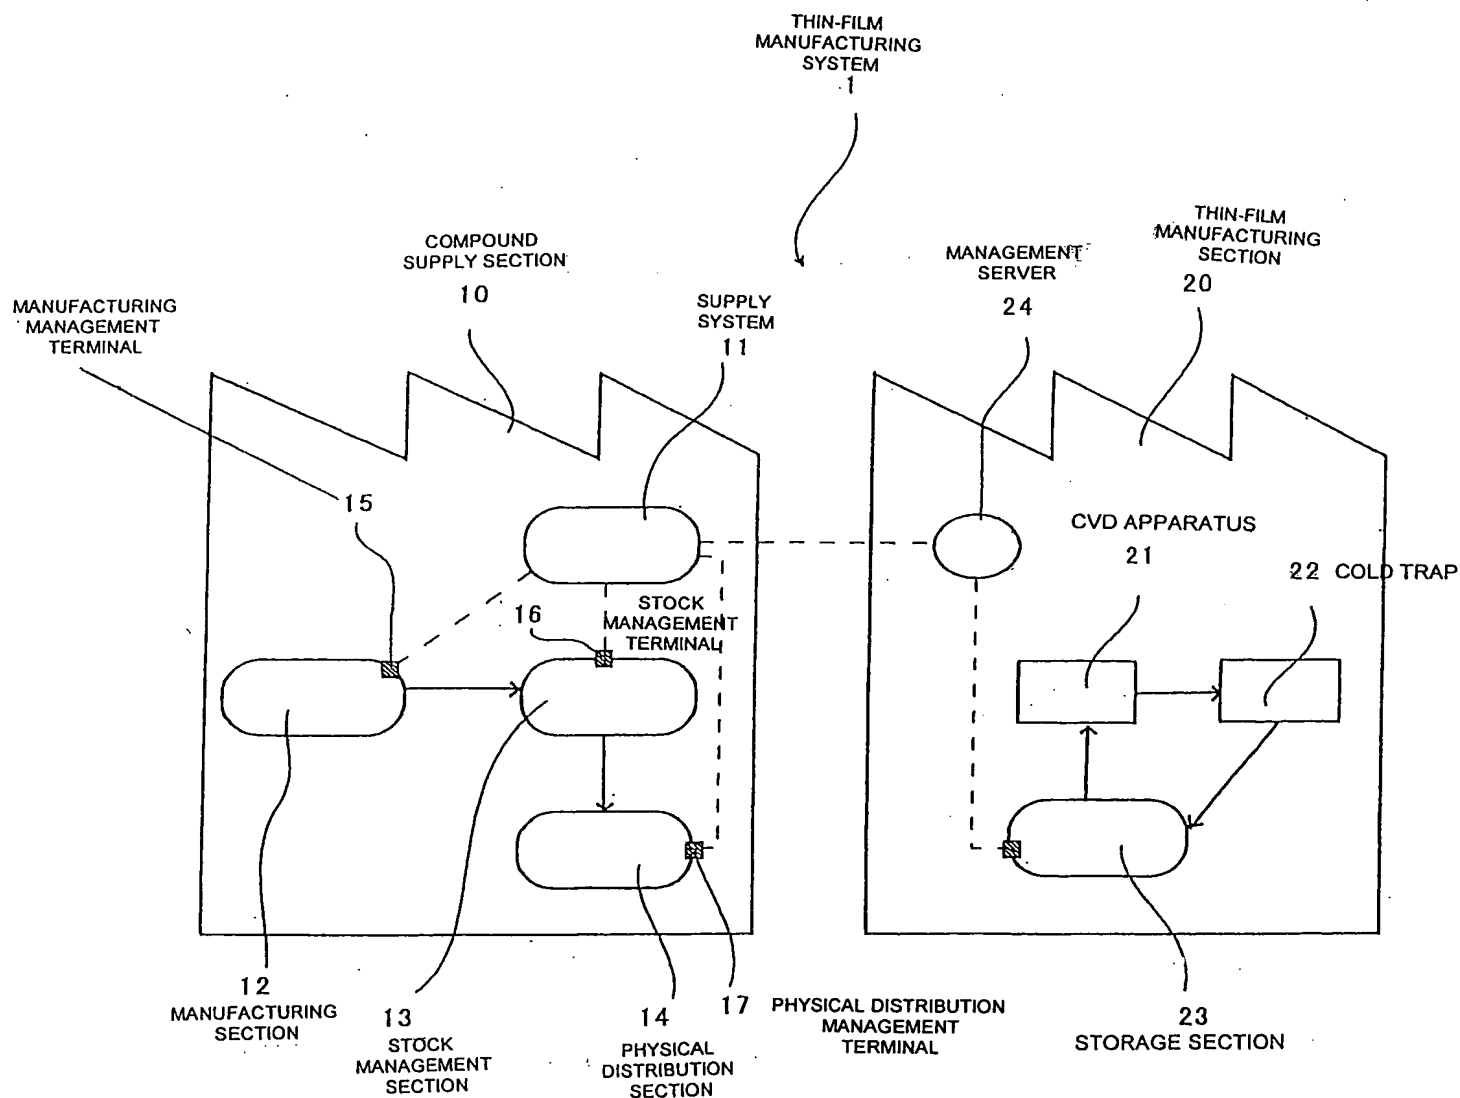 THIN-FILM
MANUFACTURING
SYSTEM
1
COMPOUND
SUPPLY SECTION
10
MANUFACTURING
MANAGEMENT
TERMINAL
SUPPLY
SYSTEM
11
MANAGEMENT
SERVER
24
THIN-FILM
MANUFACTURING
SECTION
20
15
CVD APPARATUS
21
22 COLD TRAP
16
STOCK
MANAGEMENT
TERMINAL
12
MANUFACTURING
SECTION
13
STOCK
MANAGEMENT
SECTION
14
PHYSICAL
DISTRIBUTION
SECTION
17
PHYSICAL DISTRIBUTION
MANAGEMENT
TERMINAL
23
STORAGE SECTION